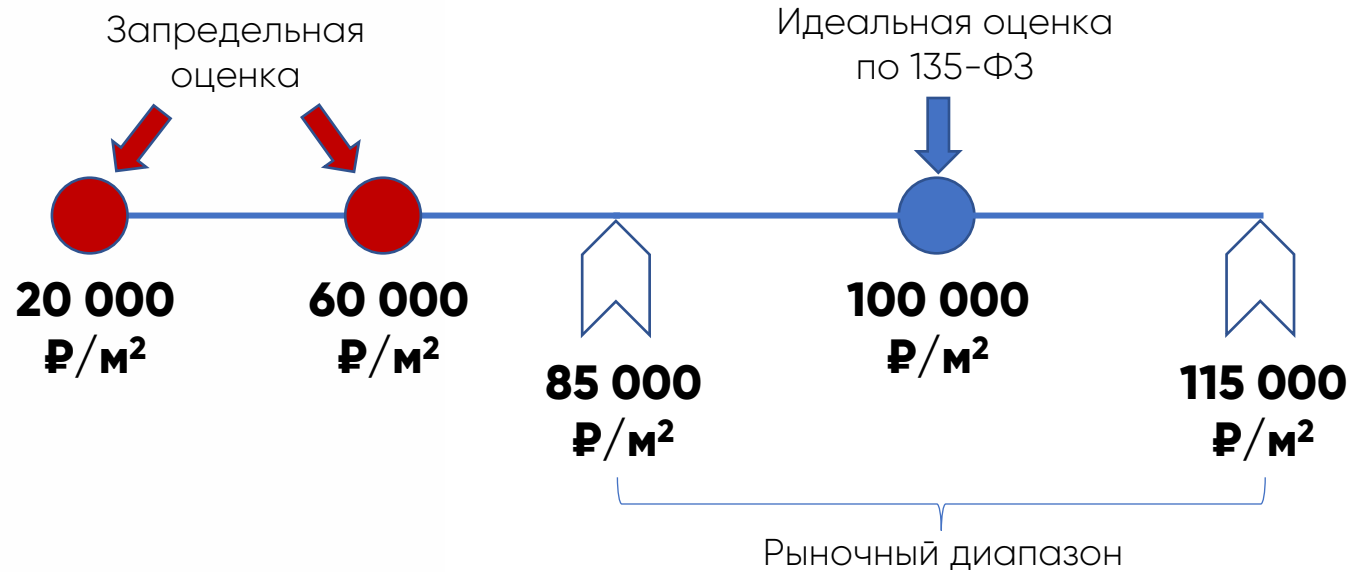 Запредельная
оценка
Идеальная оценка
по 135-ФЗ
20 000
₽/м²
60 000
₽/м²
85 000
₽/м²
100 000
₽/м²
115 000
₽/м²
Рыночный диапазон